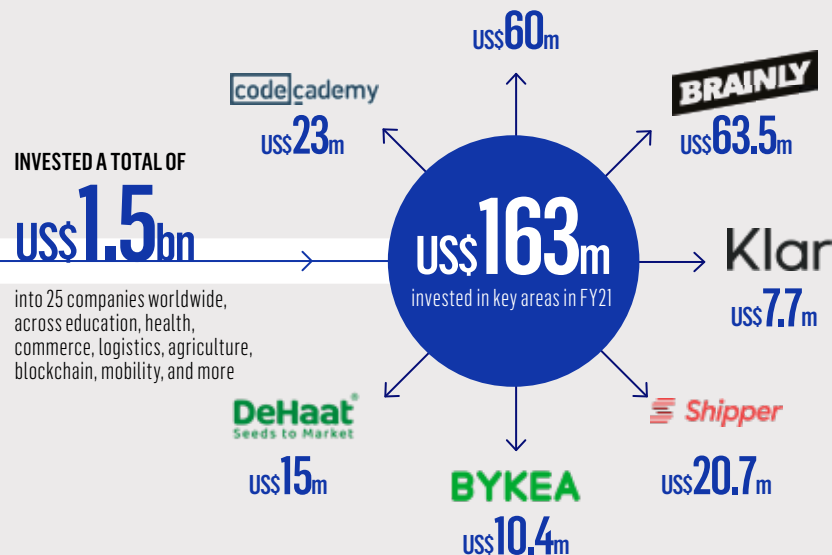 US$60m
codecademy
US$23m
BRAINLY
US$63.5m
INVESTED A TOTAL OF
US$1.5bn
into 25 companies worldwide,
across education, health,
commerce, logistics, agriculture,
blockchain, mobility, and more
US$163m
invested in key areas in FY21
Klar
US$7.7m
DeHaat®
Seeds to Market
US$15m
BYKEA
US$10.4m
Shipper
US$20.7m